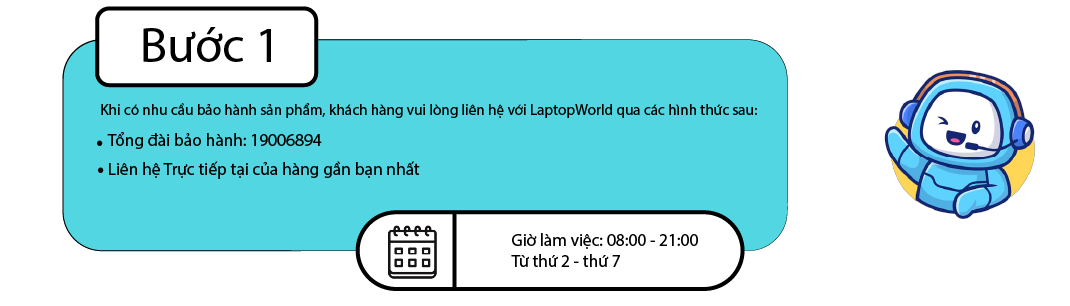 Bước 1
Khi có nhu cầu bảo hành sản phẩm, khách hàng vui lòng liên hệ với LaptopWorld qua các hình thức sau:
• Tổng đài bảo hành: 19006894
• Liên hệ Trực tiếp tại của hàng gần bạn nhất
Giờ làm việc: 08:00 - 21:00
Từ thứ 2 - thứ 7